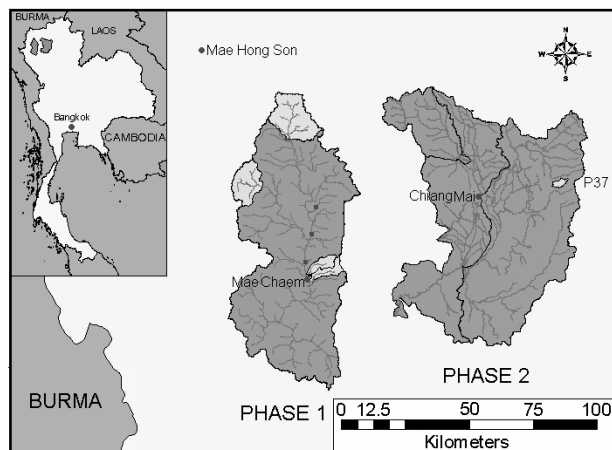 BURMA
LAOS
Bangkok
CAMBODIA
Mae Hong Son
N
W E
S
ChiangMai
P37
Mae Chaem
BURMA
PHASE 1
PHASE 2
0 12.5 25 50 75 100
Kilometers